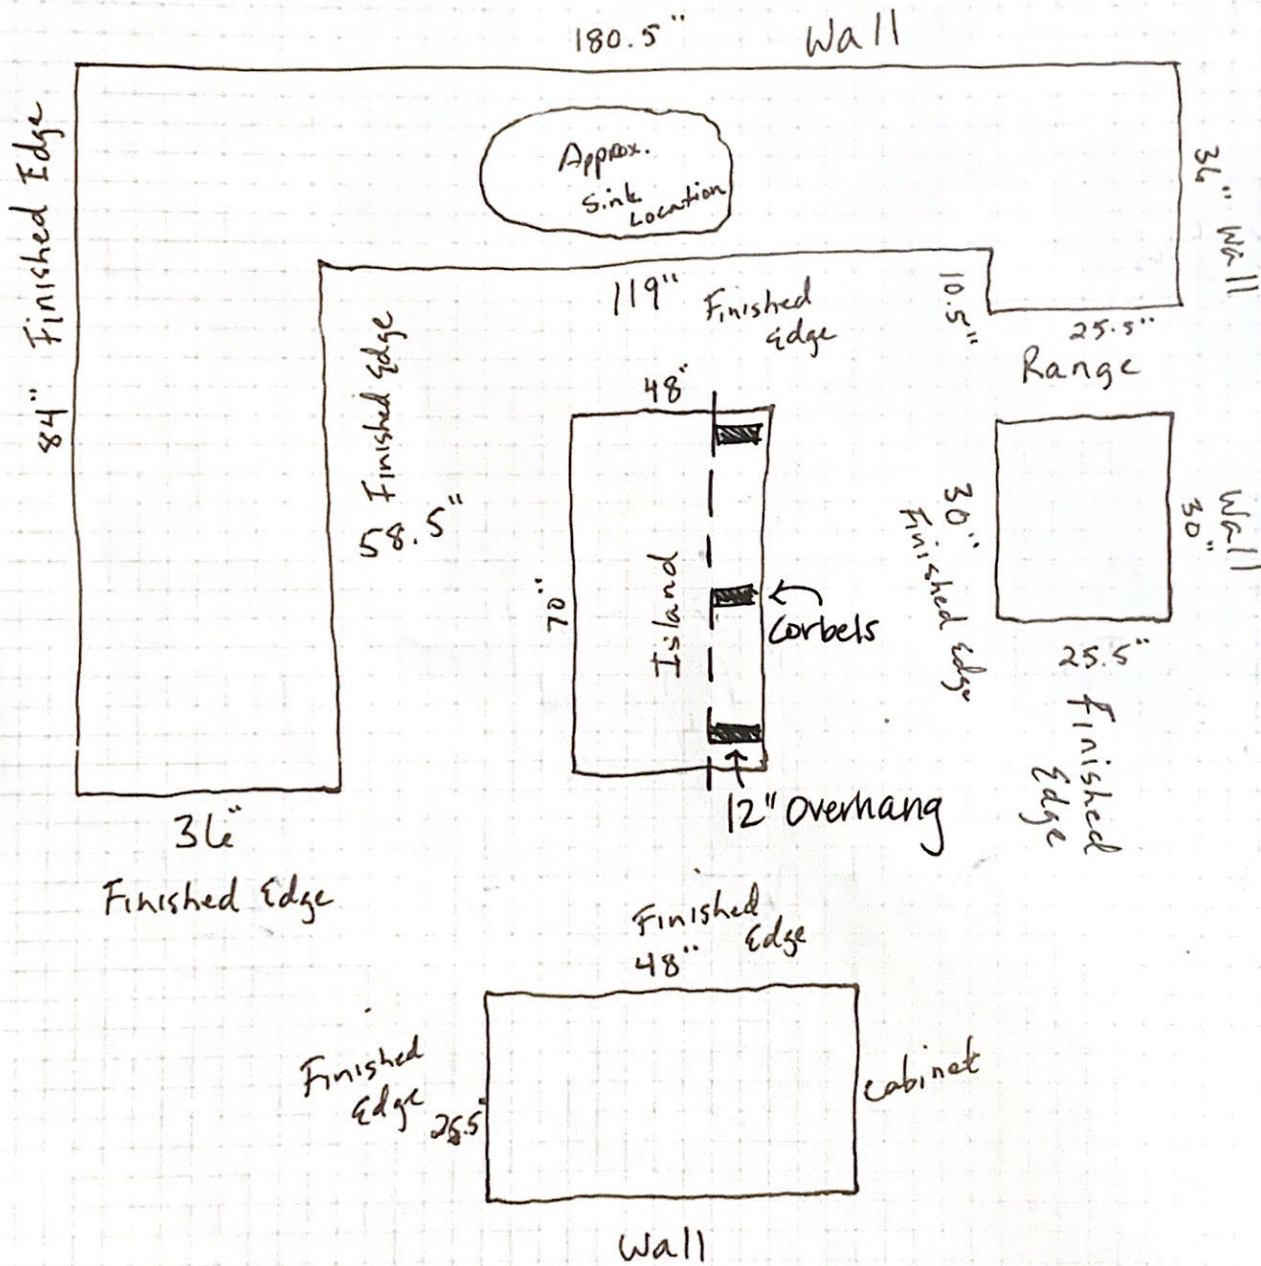 180.5" Wall
84" Finished Edge
Approx.
Sink
Location
36" Wall
119"
Finished
Edge
10.5"
25.5"
Range
58.5"
Finished Edge
48"
70"
Island
Corbels
12" Overhang
30"
Finished Edge
Wall
30"
25.5"
Finished
Edge
36"
Finished Edge
Finished
Edge
48"
Finished
Edge
25.5"
Cabinet
Wall